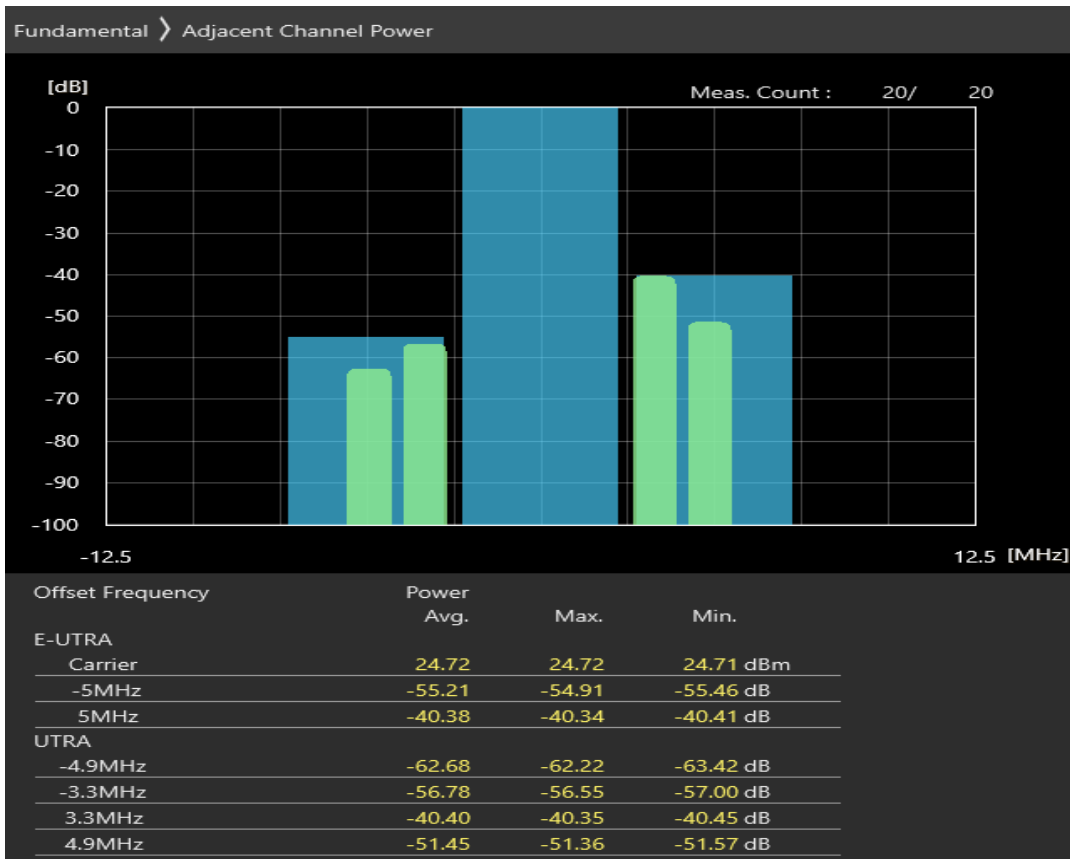 Fundamental 〉 Adjacent Channel Power
[dB]
Meas. Count : 20/ 20
0
-10
-20
-30
-40
-50
-60
-70
-80
-90
-100
-12.5 12.5 [MHz]
Offset Frequency Power
Avg. Max. Min.
E-UTRA
Carrier 24.72 24.72 24.71 dBm
-5MHz -55.21 -54.91 -55.46 dB
5MHz -40.38 -40.34 -40.41 dB
UTRA
-4.9MHz -62.68 -62.22 -63.42 dB
-3.3MHz -56.78 -56.55 -57.00 dB
3.3MHz -40.40 -40.35 -40.45 dB
4.9MHz -51.45 -51.36 -51.57 dB